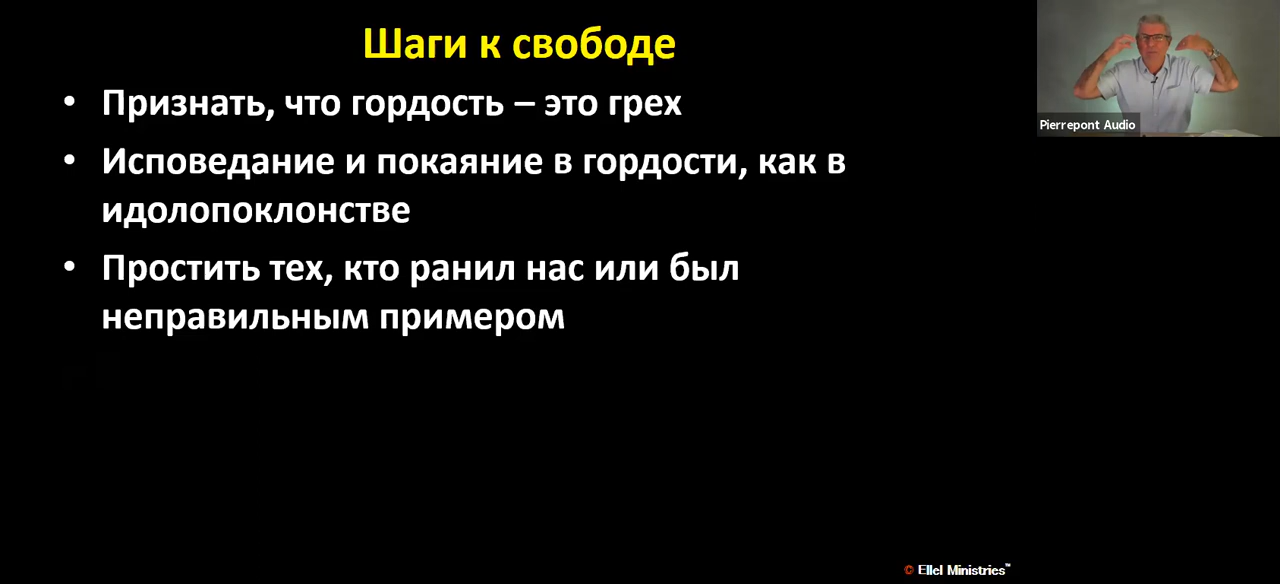 Шаги к свободе
• Признать, что гордость – это грех
• Исповедание и покаяние в гордости, как в
идолопоклонстве
• Простить тех, кто ранил нас или был
неправильным примером
Pierrepont Audio
© Ellel Ministries™